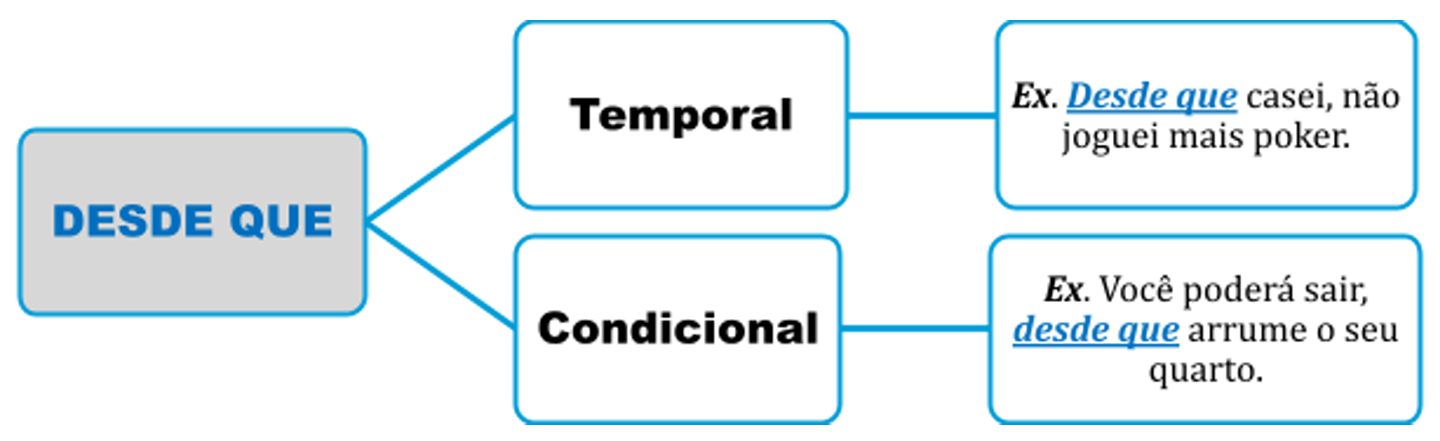 DESDE QUE
Temporal
Ex. Desde que casei, não
joguei mais poker.
Condicional
Ex. Você poderá sair,
desde que arrume o seu
quarto.